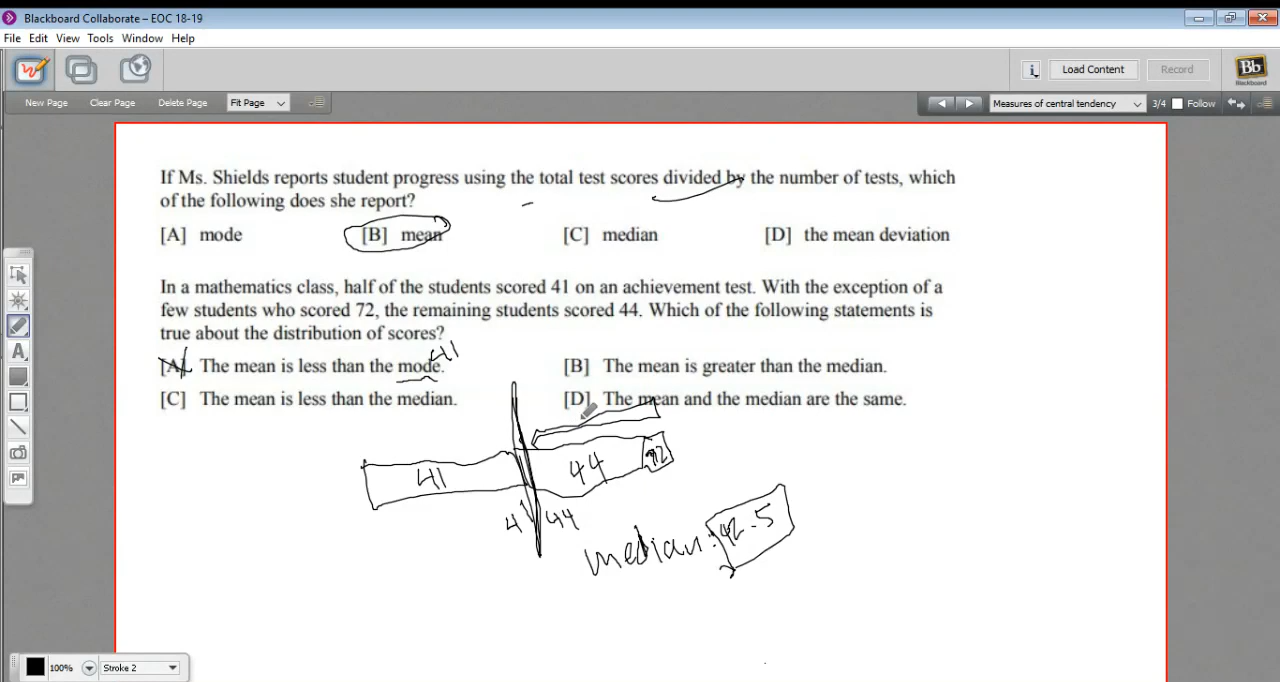 Blackboard Collaborate – EOC 18-19
File Edit View Tools Window Help
Load Content Record Bb
Blackboard
New Page Clear Page Delete Page Fit Page Measures of central tendency 3/4 Follow
If Ms. Shields reports student progress using the total test scores divided by the number of tests, which
of the following does she report?
[A] mode [B] mean [C] median [D] the mean deviation
In a mathematics class, half of the students scored 41 on an achievement test. With the exception of a
few students who scored 72, the remaining students scored 44. Which of the following statements is
true about the distribution of scores?
41
[A] The mean is less than the mode. [B] The mean is greater than the median.
[C] The mean is less than the median. [D] The mean and the median are the same.
41 44 72
41 44
median: 42.5
100% Stroke 2